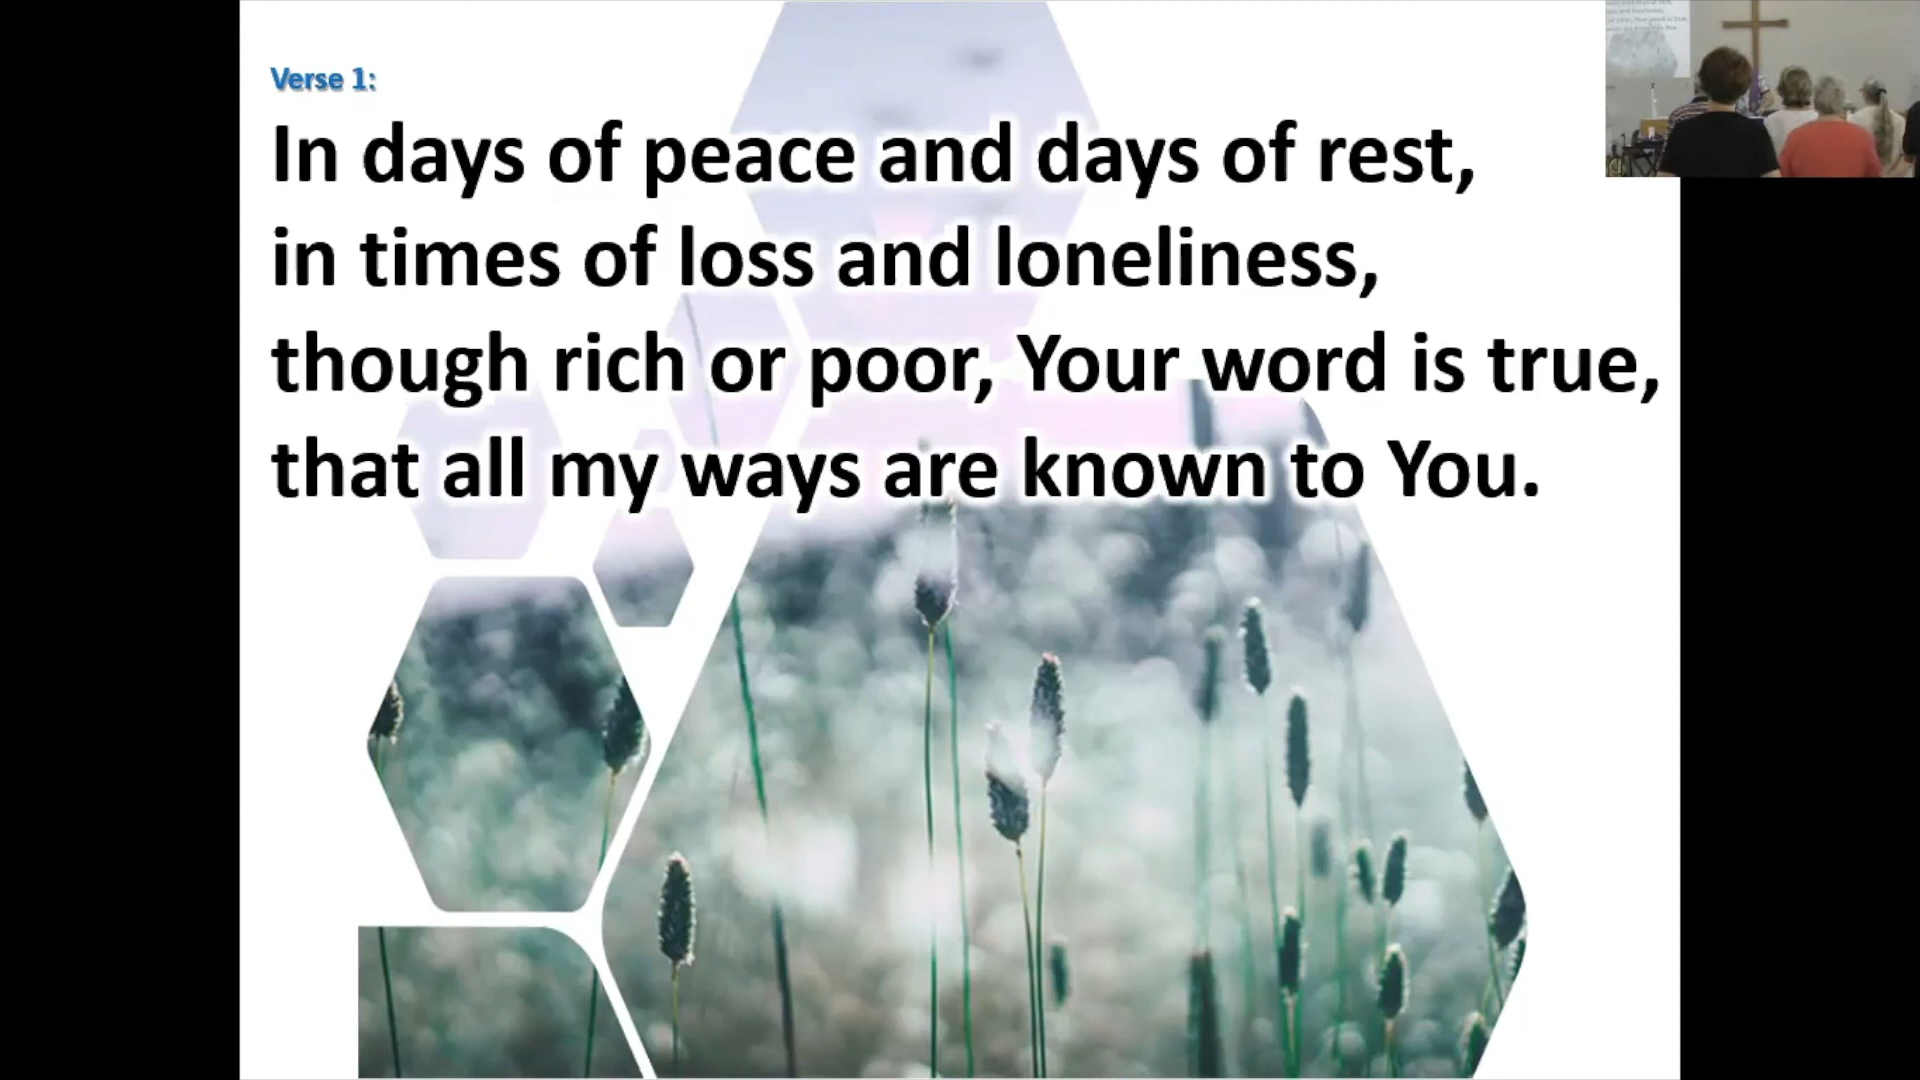 Verse 1:
In days of peace and days of rest,
in times of loss and loneliness,
though rich or poor, Your word is true,
that all my ways are known to You.